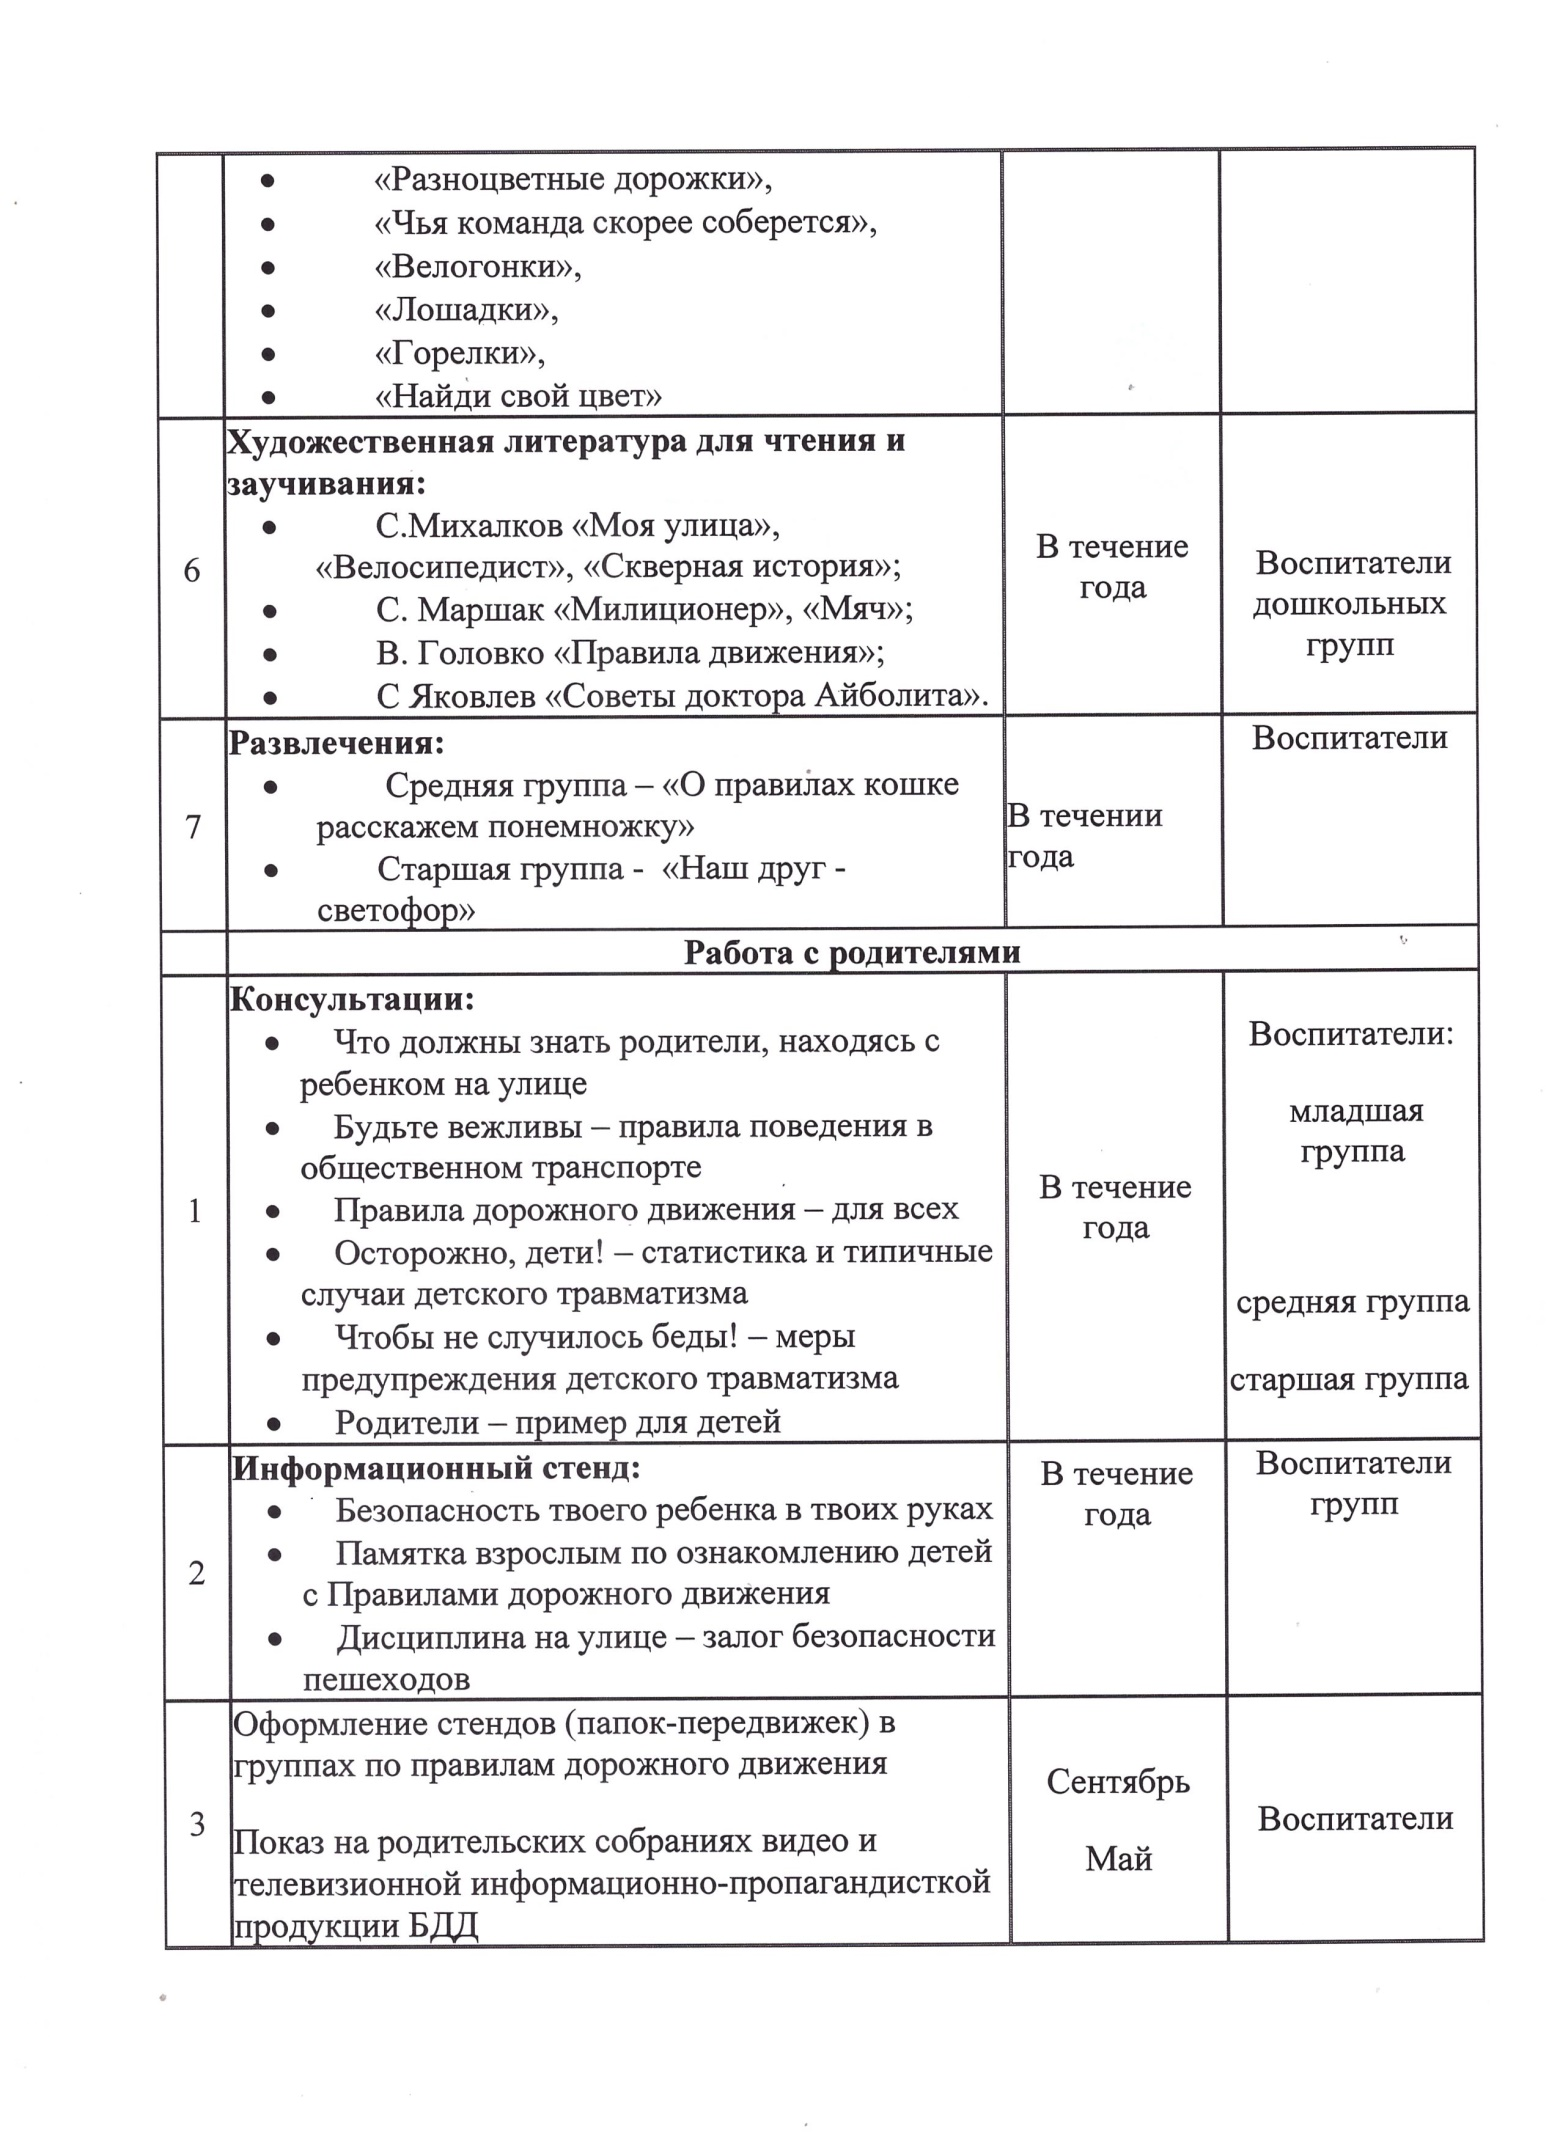 • «Разноцветные дорожки»,
• «Чья команда скорее соберется»,
• «Велогонки»,
• «Лошадки»,
• «Горелки»,
• «Найди свой цвет»
6
Художественная литература для чтения и
заучивания:
• С.Михалков «Моя улица»,
«Велосипедист», «Скверная история»;
• С. Маршак «Милиционер», «Мяч»;
• В. Головко «Правила движения»;
• С Яковлев «Советы доктора Айболита».
В течение
года
Воспитатели
дошкольных
групп
7
Развлечения:
• Средняя группа – «О правилах кошке
расскажем понемножку»
• Старшая группа - «Наш друг -
светофор»
В течении
года
Воспитатели
Работа с родителями
1
Консультации:
• Что должны знать родители, находясь с
ребенком на улице
• Будьте вежливы – правила поведения в
общественном транспорте
• Правила дорожного движения – для всех
• Осторожно, дети! – статистика и типичные
случаи детского травматизма
• Чтобы не случилось беды! – меры
предупреждения детского травматизма
• Родители – пример для детей
В течение
года
Воспитатели:
младшая
группа
средняя группа
старшая группа
2
Информационный стенд:
• Безопасность твоего ребенка в твоих руках
• Памятка взрослым по ознакомлению детей
с Правилами дорожного движения
• Дисциплина на улице – залог безопасности
пешеходов
В течение
года
Воспитатели
групп
3
Оформление стендов (папок-передвижек) в
группах по правилам дорожного движения
Показ на родительских собраниях видео и
телевизионной информационно-пропагандисткой
продукции БДД
Сентябрь
Май
Воспитатели